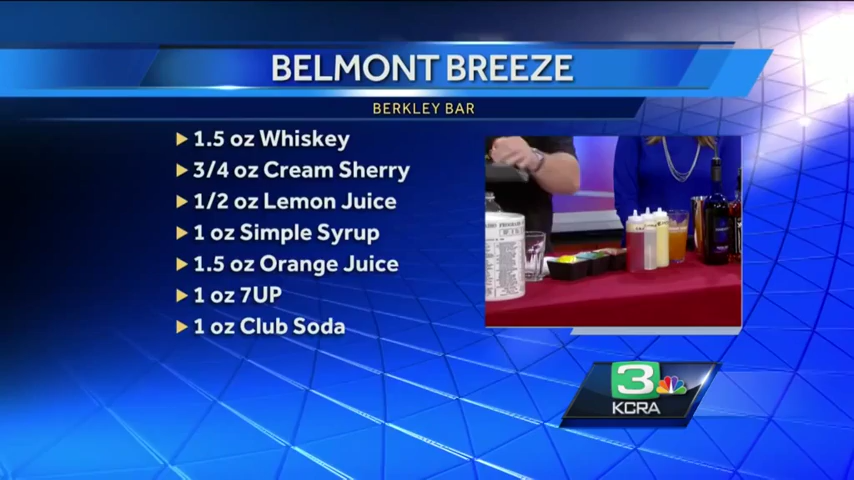 BELMONT BREEZE
BERKLEY BAR
1.5 oz Whiskey
3/4 oz Cream Sherry
1/2 oz Lemon Juice
1 oz Simple Syrup
1.5 oz Orange Juice
1 oz 7UP
1 oz Club Soda
3
KCRA